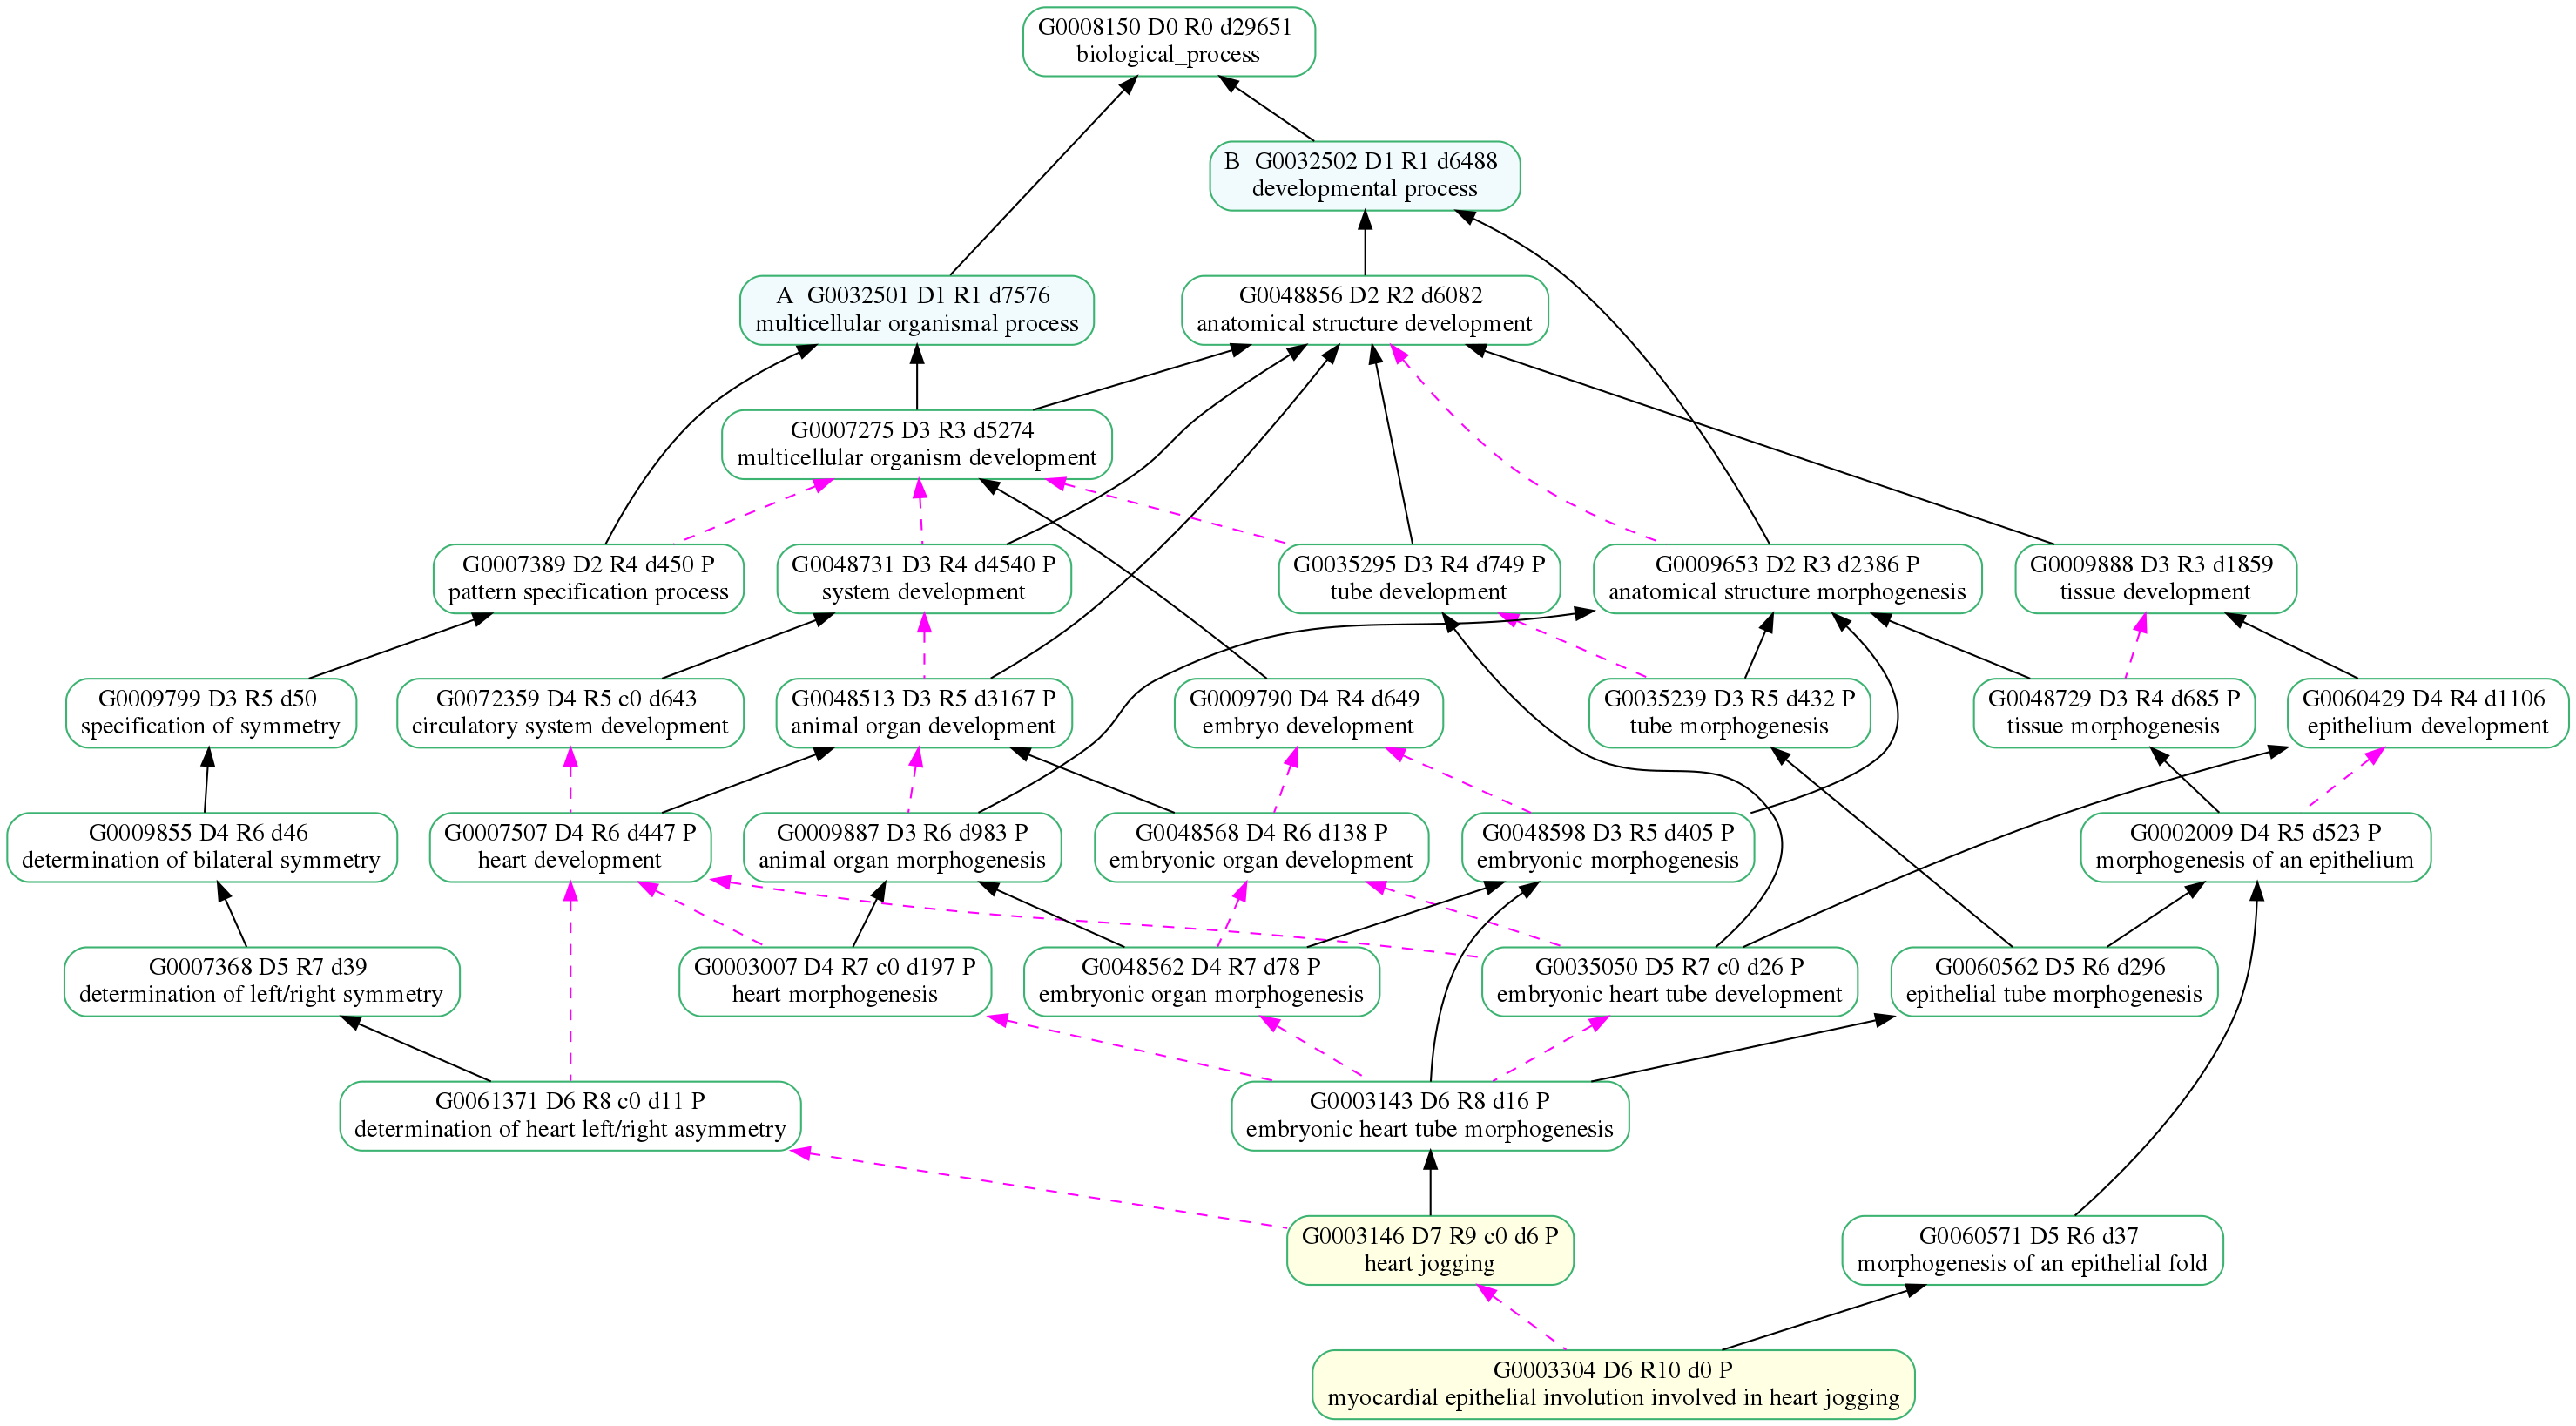 G0008150 D0 R0 d29651
biological_process
B G0032502 D1 R1 d6488
developmental process
A G0032501 D1 R1 d7576
multicellular organismal process
G0048856 D2 R2 d6082
anatomical structure development
G0007275 D3 R3 d5274
multicellular organism development
G0007389 D2 R4 d450 P
pattern specification process
G0048731 D3 R4 d4540 P
system development
G0035295 D3 R4 d749 P
tube development
G0009653 D2 R3 d2386 P
anatomical structure morphogenesis
G0009888 D3 R3 d1859
tissue development
G0009799 D3 R5 d50
specification of symmetry
G0072359 D4 R5 c0 d643
circulatory system development
G0048513 D3 R5 d3167 P
animal organ development
G0009790 D4 R4 d649
embryo development
G0035239 D3 R5 d432 P
tube morphogenesis
G0048729 D3 R4 d685 P
tissue morphogenesis
G0060429 D4 R4 d1106
epithelium development
G0009855 D4 R6 d46
determination of bilateral symmetry
G0007507 D4 R6 d447 P
heart development
G0009887 D3 R6 d983 P
animal organ morphogenesis
G0048568 D4 R6 d138 P
embryonic organ development
G0048598 D3 R5 d405 P
embryonic morphogenesis
G0002009 D4 R5 d523 P
morphogenesis of an epithelium
G0007368 D5 R7 d39
determination of left/right symmetry
G0003007 D4 R7 c0 d197 P
heart morphogenesis
G0048562 D4 R7 d78 P
embryonic organ morphogenesis
G0035050 D5 R7 c0 d26 P
embryonic heart tube development
G0060562 D5 R6 d296
epithelial tube morphogenesis
G0061371 D6 R8 c0 d11 P
determination of heart left/right asymmetry
G0003143 D6 R8 d16 P
embryonic heart tube morphogenesis
G0003146 D7 R9 c0 d6 P
heart jogging
G0060571 D5 R6 d37
morphogenesis of an epithelial fold
G0003304 D6 R10 d0 P
myocardial epithelial involution involved in heart jogging